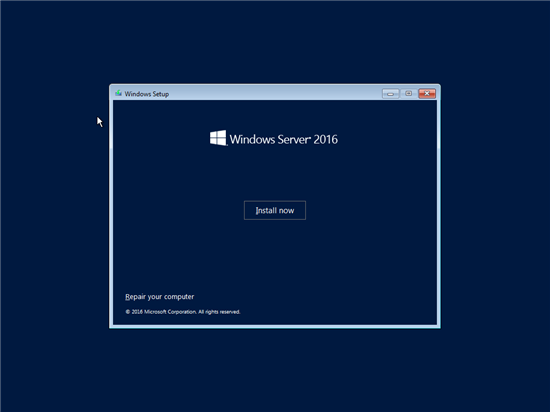 Windows Setup
Windows Server® 2016
Install now
Repair your computer
© 2016 Microsoft Corporation. All rights reserved.